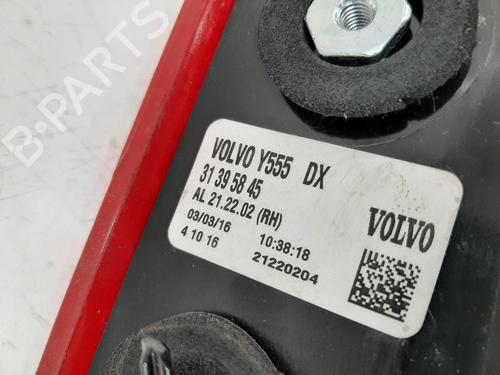 B-PARTS
VOLVO Y555 DX
31 39 58 45
AL 21.22.02 (RH)
03/03/16 10:38:18
4 10 16 21220204
VOLVO